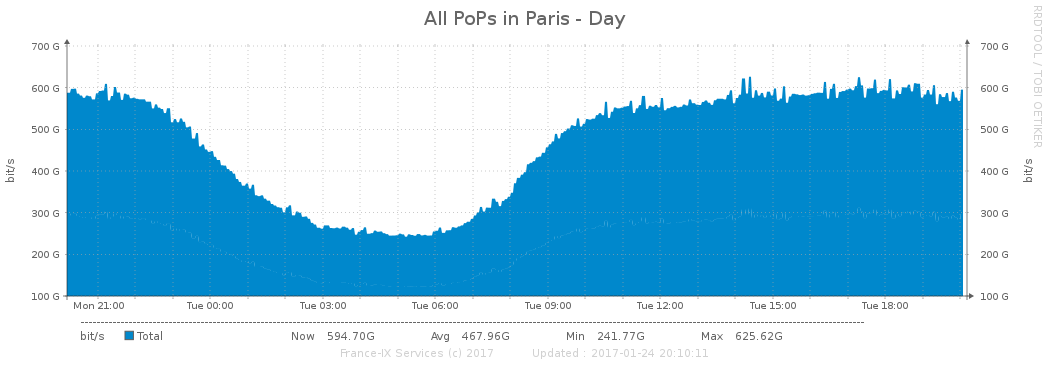 All PoPs in Paris - Day
RRDTOOL / TOBI OETIKER
700 G 700 G
600 G 600 G
500 G 500 G
400 G 400 G
300 G 300 G
200 G 200 G
100 G 100 G
bit/s bit/s
Mon 21:00 Tue 00:00 Tue 03:00 Tue 06:00 Tue 09:00 Tue 12:00 Tue 15:00 Tue 18:00
bit/s Total Now 594.70G Avg 467.96G Min 241.77G Max 625.62G
France-IX Services (c) 2017 Updated : 2017-01-24 20:10:11